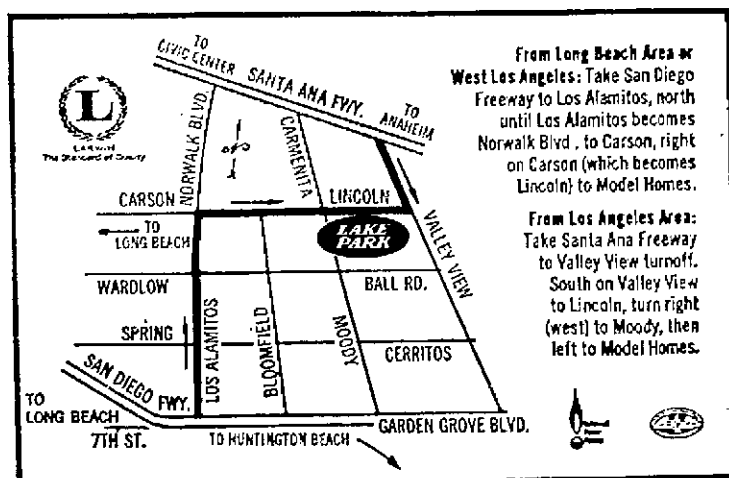 TO
CIVIC CENTER
SANTA ANA FWY.
TO
ANAHEIM
L
LARWIN
The Standard of Quality
NORWALK BLVD.
N
CARMENITA
CARSON
LINCOLN
TO
LONG BEACH
LAKE
PARK
VALLEY VIEW
WARDLOW
BALL RD.
SPRING
LOS ALAMITOS
BLOOMFIELD
MOODY
CERRITOS
SAN DIEGO FWY.
TO
LONG BEACH
7TH ST.
TO HUNTINGTON BEACH
GARDEN GROVE BLVD.
From Long Beach Area or
West Los Angeles: Take San Diego
Freeway to Los Alamitos, north
until Los Alamitos becomes
Norwalk Blvd., to Carson, right
on Carson (which becomes
Lincoln) to Model Homes.
From Los Angeles Area:
Take Santa Ana Freeway
to Valley View turnoff.
South on Valley View
to Lincoln, turn right
(west) to Moody, then
left to Model Homes.